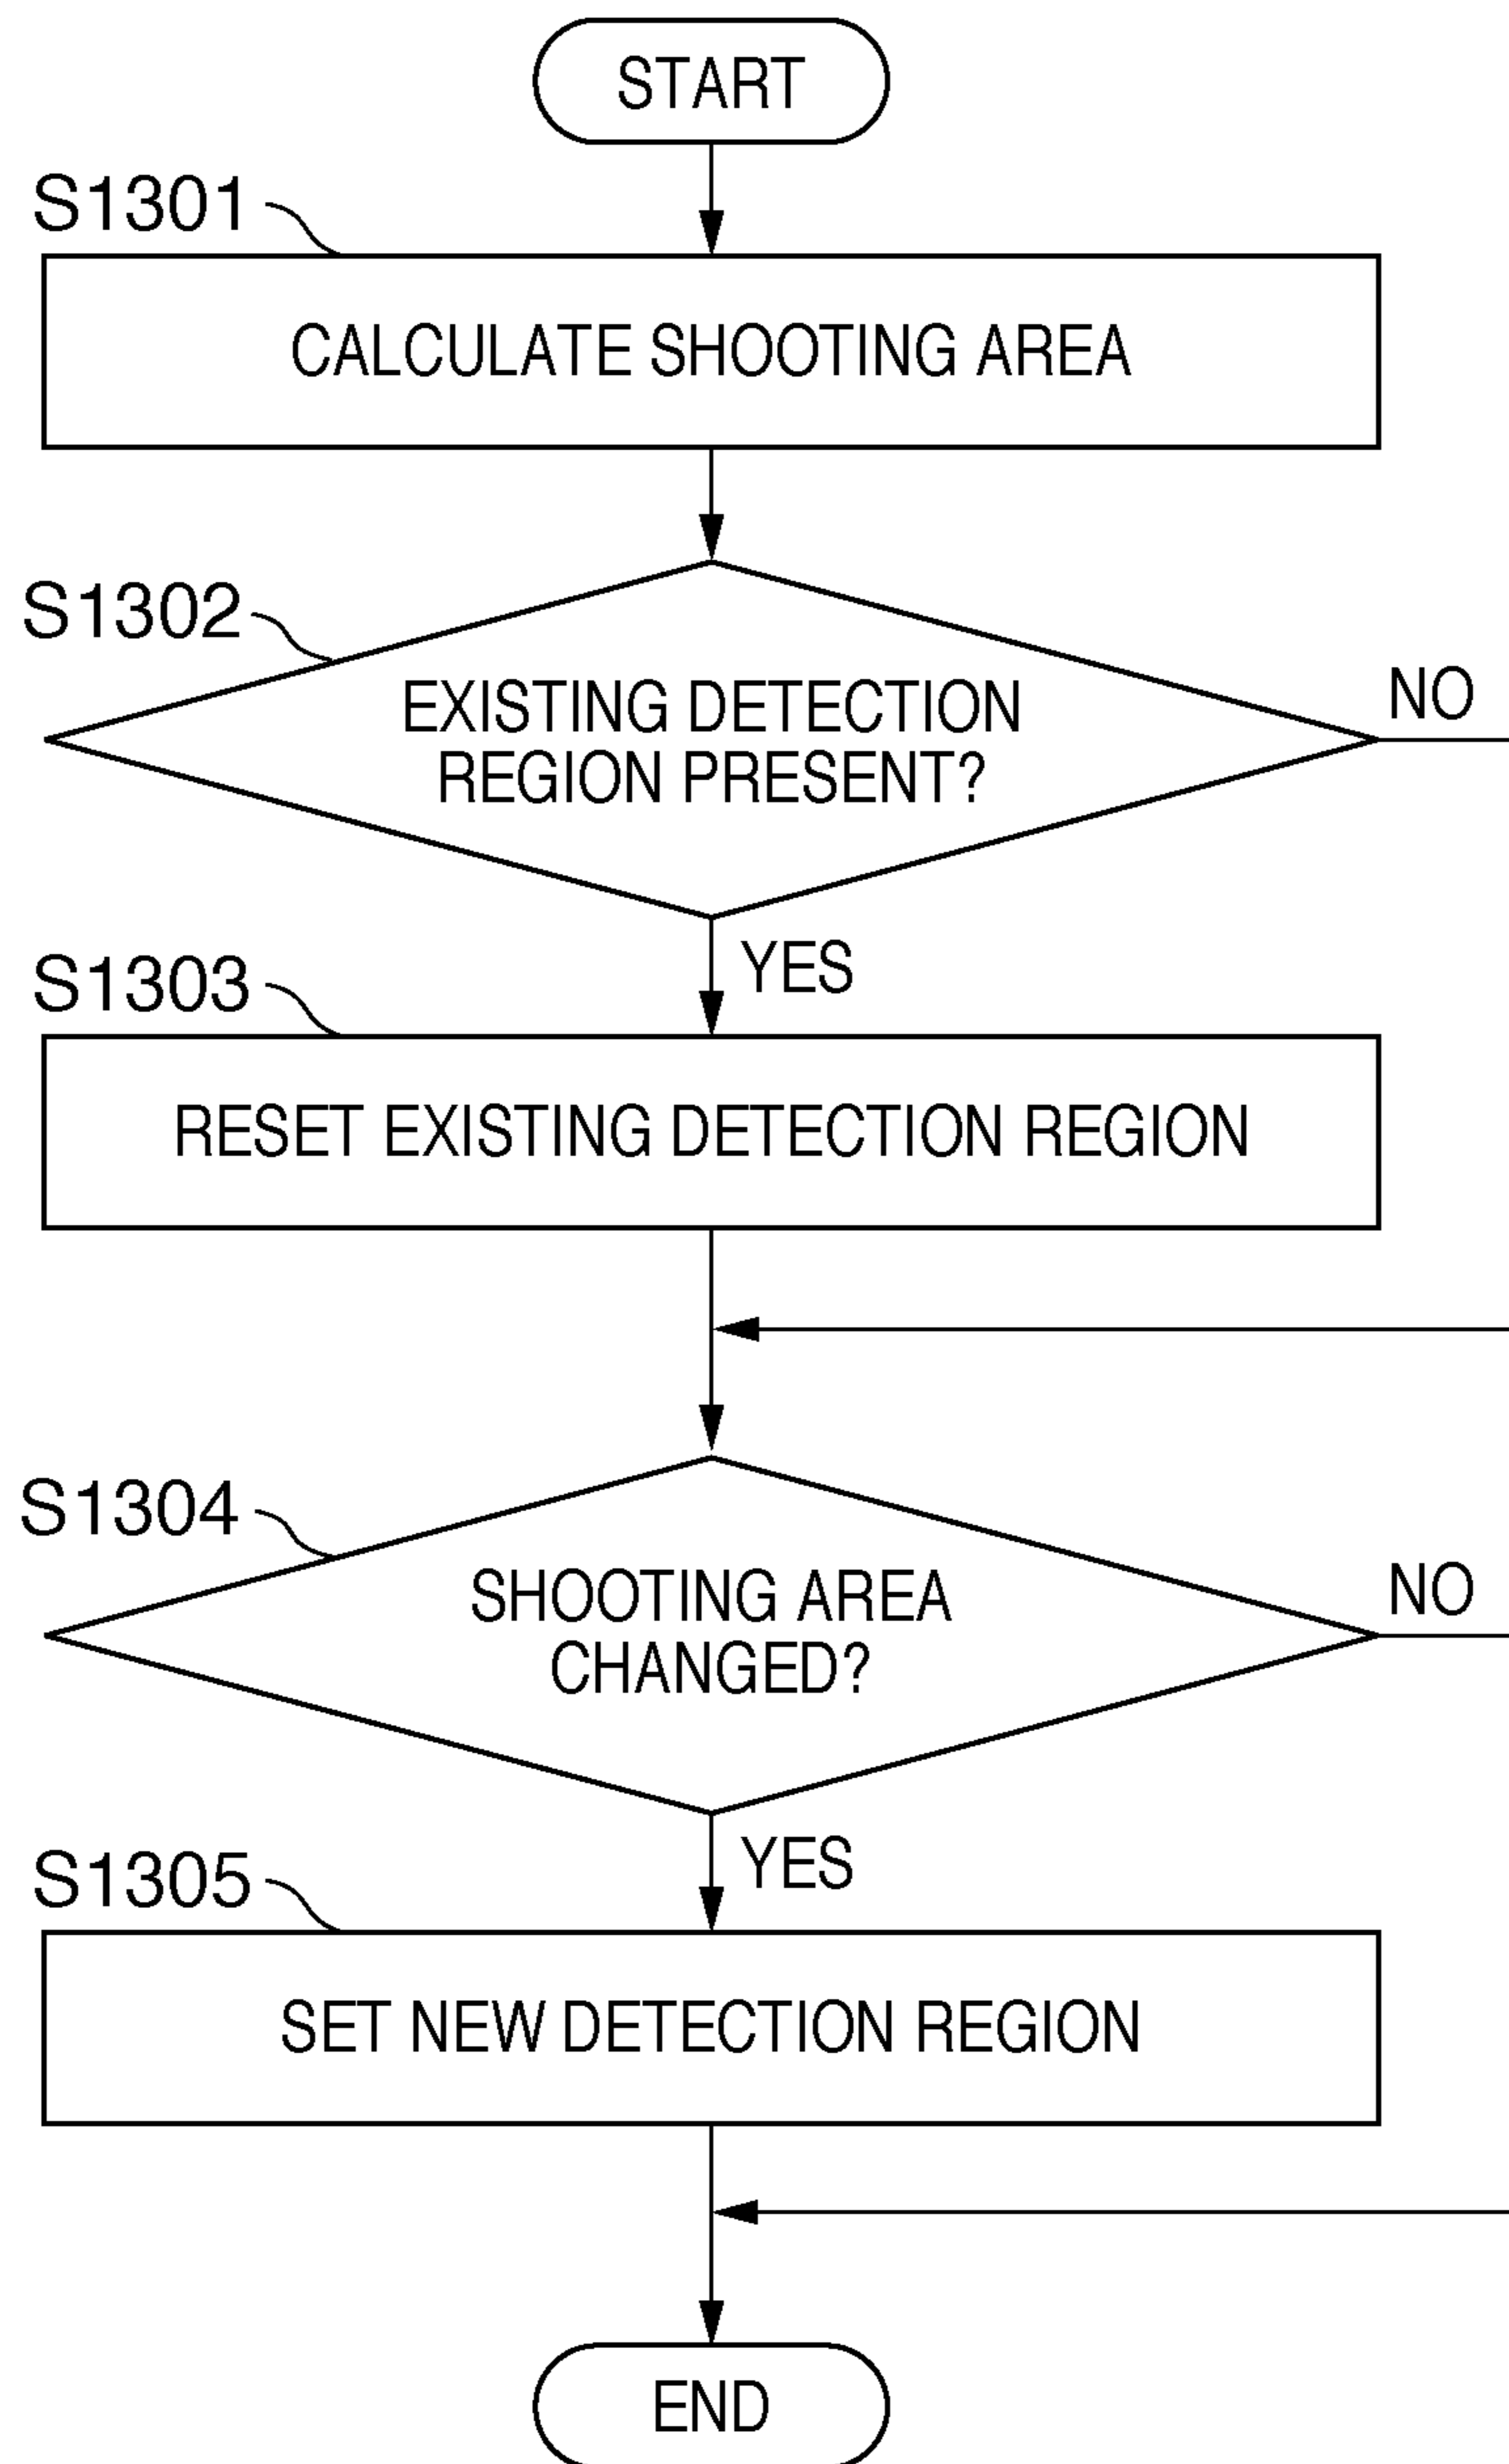 START
S1301
CALCULATE SHOOTING AREA
S1302
EXISTING DETECTION
REGION PRESENT?
NO
YES
S1303
RESET EXISTING DETECTION REGION
S1304
SHOOTING AREA
CHANGED?
NO
YES
S1305
SET NEW DETECTION REGION
END